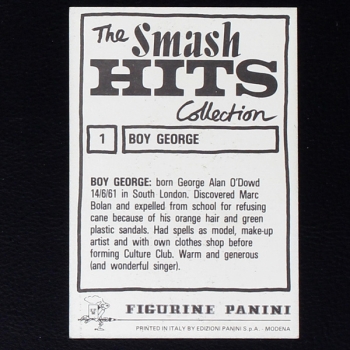 The Smash
HITS
Collection
1 BOY GEORGE
BOY GEORGE: born George Alan O'Dowd
14/6/61 in South London. Discovered Marc
Bolan and expelled from school for refusing
cane because of his orange hair and green
plastic sandals. Had spells as model, make-up
artist and with own clothes shop before
forming Culture Club. Warm and generous
(and wonderful singer).
FIGURINE PANINI
PRINTED IN ITALY BY EDIZIONI PANINI S.p.A. - MODENA